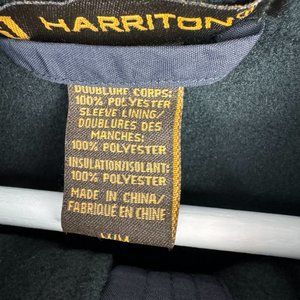 HARRITON
DOUBLURE CORPS:
100% POLYESTER
SLEEVE LINING/
DOUBLURES DES
MANCHES:
100% POLYESTER
INSULATION/ISOLANT:
100% POLYESTER
MADE IN CHINA/
FABRIQUÉ EN CHINE